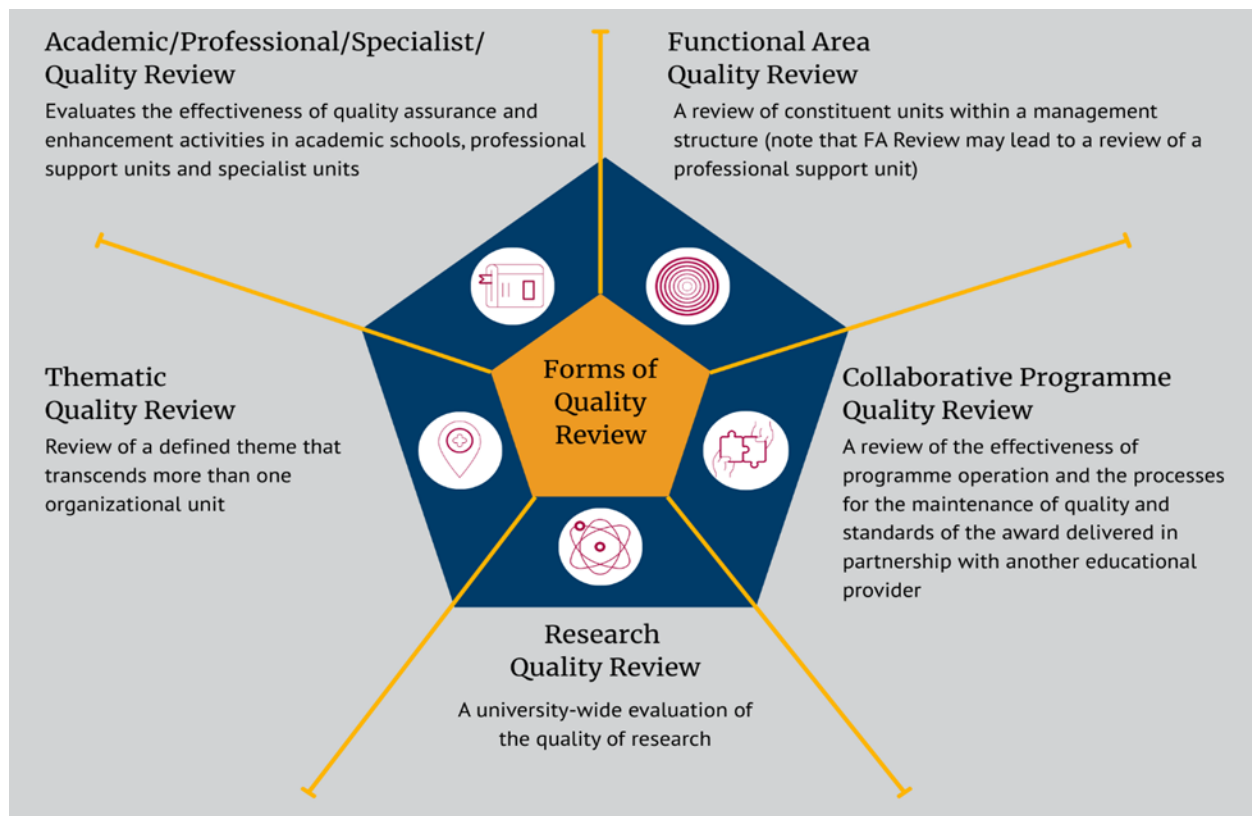 Academic/Professional/Specialist/
Quality Review
Evaluates the effectiveness of quality assurance and
enhancement activities in academic schools, professional
support units and specialist units
Functional Area
Quality Review
A review of constituent units within a management
structure (note that FA Review may lead to a review of a
professional support unit)
Forms of
Quality
Review
Thematic
Quality Review
Review of a defined theme that
transcends more than one
organizational unit
Collaborative Programme
Quality Review
A review of the effectiveness of
programme operation and the processes
for the maintenance of quality and
standards of the award delivered in
partnership with another educational
provider
Research
Quality Review
A university-wide evaluation of
the quality of research